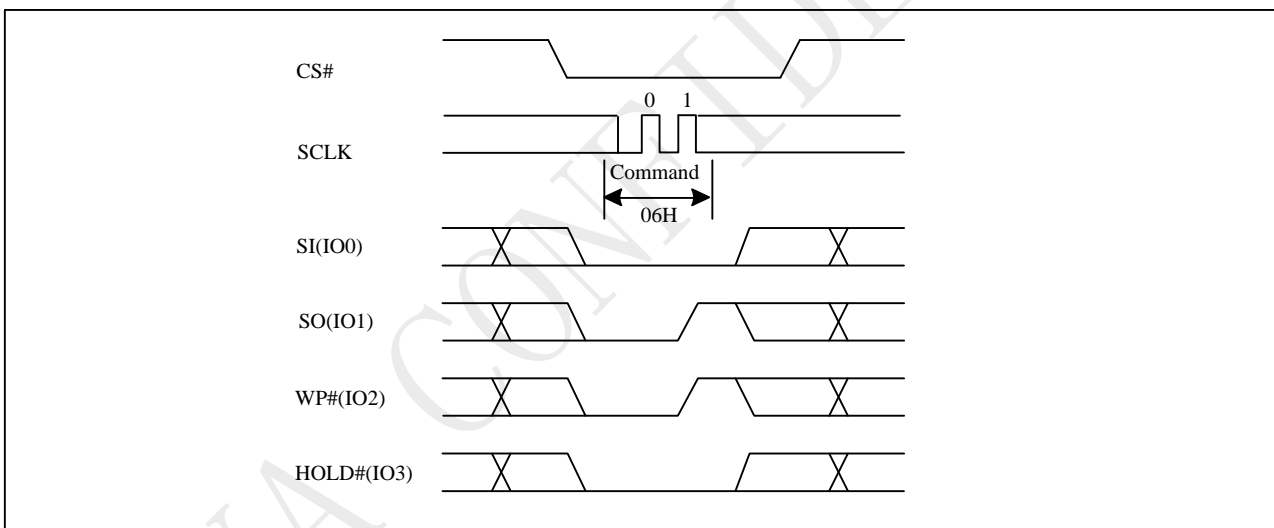 CS#
0 1
SCLK
Command
06H
SI(IO0)
SO(IO1)
WP#(IO2)
HOLD#(IO3)